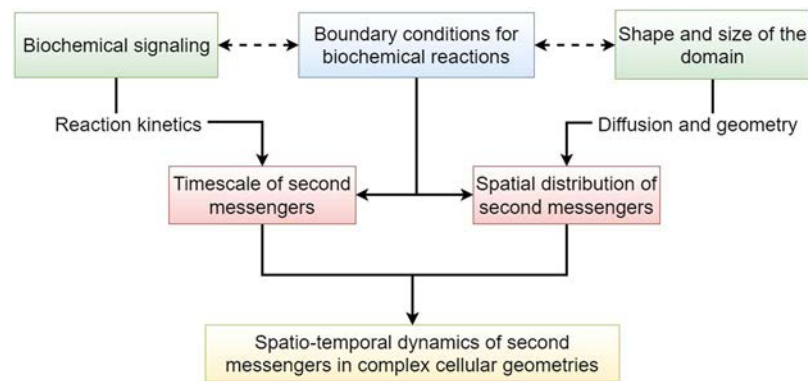 Biochemical signaling
Boundary conditions for
biochemical reactions
Shape and size of the
domain
Reaction kinetics
Diffusion and geometry
Timescale of second
messengers
Spatial distribution of
second messengers
Spatio-temporal dynamics of second
messengers in complex cellular geometries